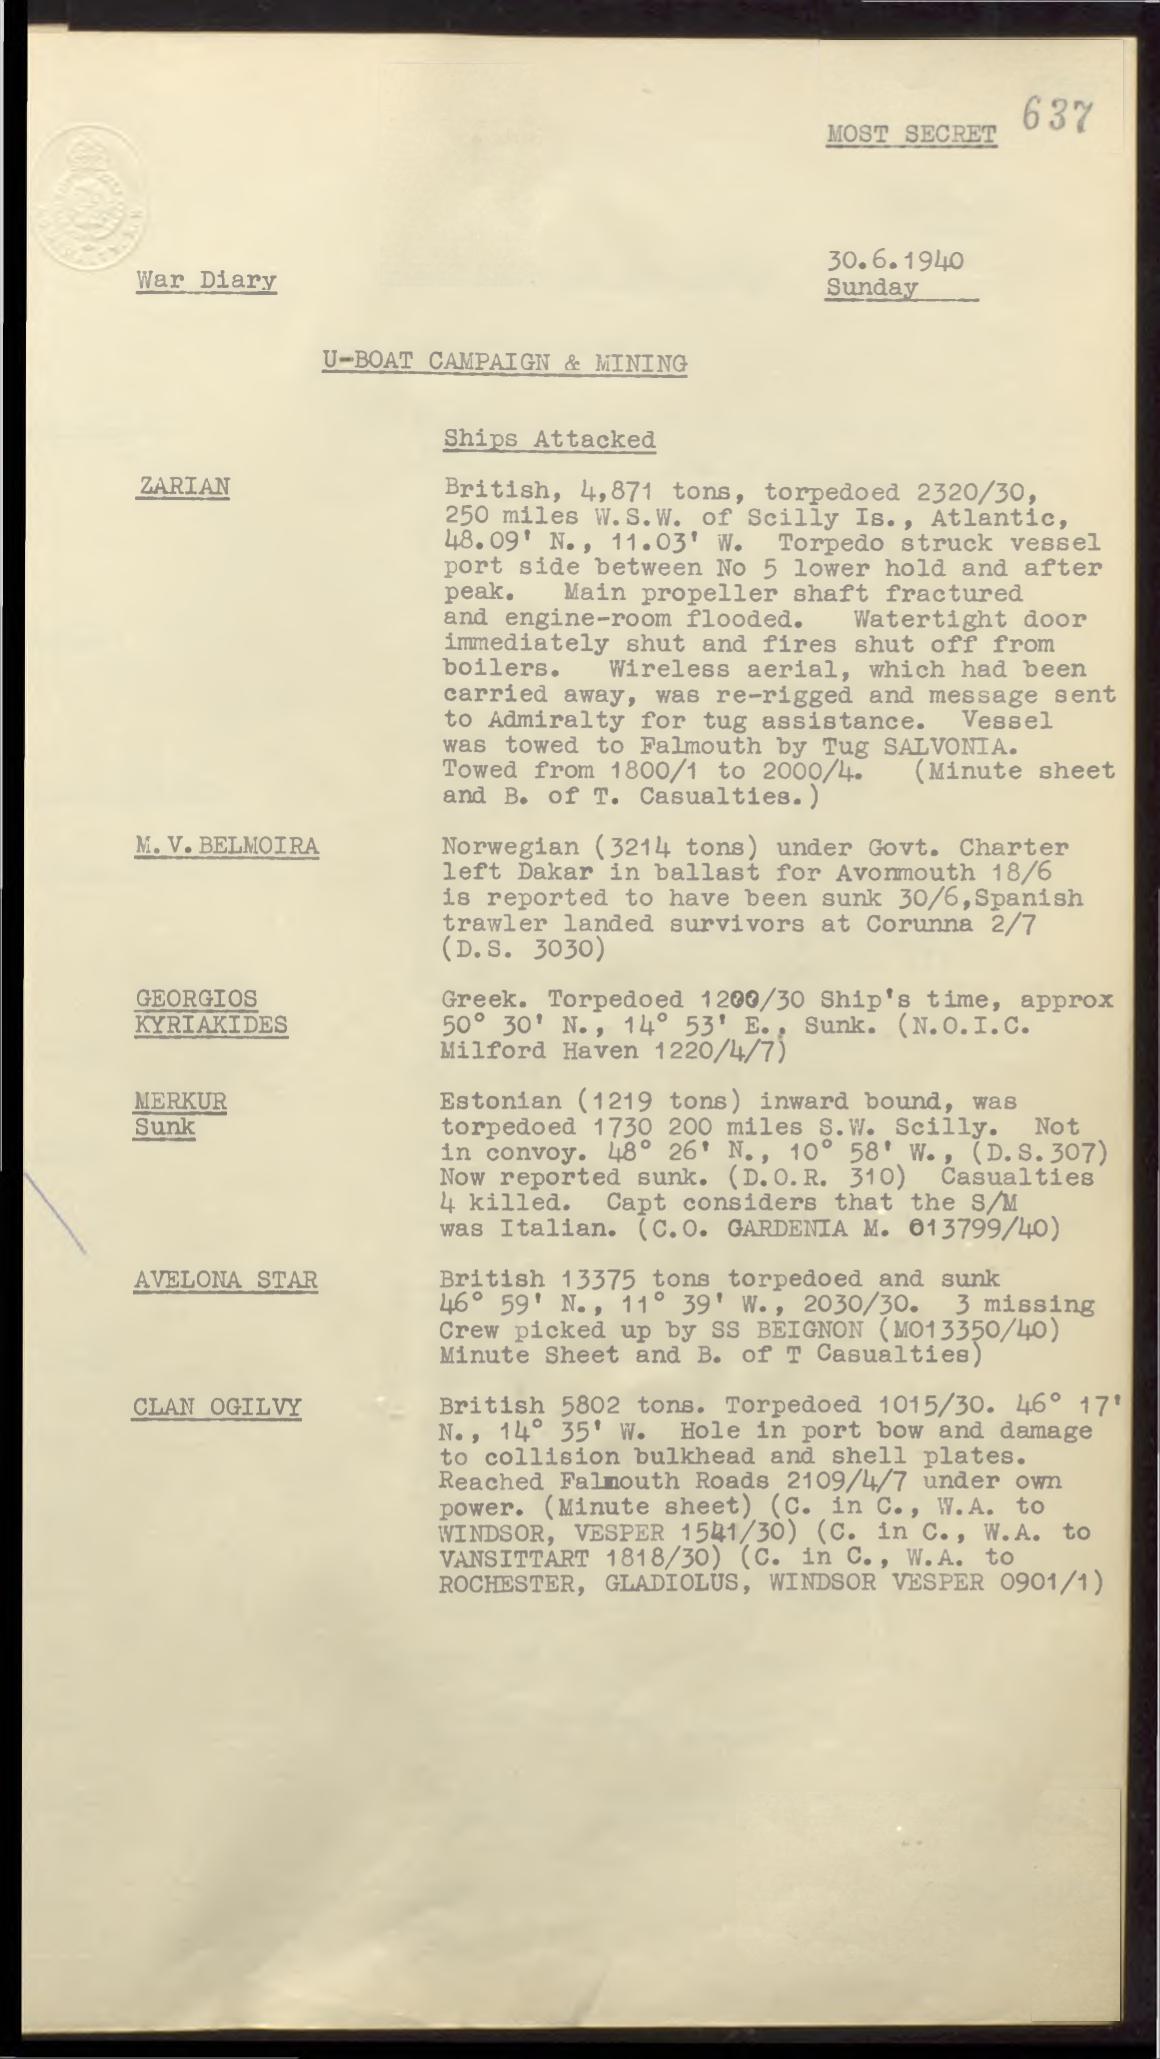 MOST SECRET 637
30.6.1940
War Diary
Sunday
U-BOAT CAMPAIGN & MINING
Ships Attacked
ZARIAN
British, 4,871 tons, torpedoed 2320/30,
250 miles W.S.W. of Scilly Is., Atlantic,
48.09' N., 11.03' W. Torpedo struck vessel
port side between No 5 lower hold and after
peak. Main propeller shaft fractured
and engine-room flooded. Watertight door
immediately shut and fires shut off from
boilers. Wireless aerial, which had been
carried away, was re-rigged and message sent
to Admiralty for tug assistance. Vessel
was towed to Falmouth by Tug SALVONIA.
Towed from 1800/1 to 2000/4. (Minute sheet
and B. of T. Casualties.)
M.V. BELMOIRA
Norwegian (3214 tons) under Govt. Charter
left Dakar in ballast for Avonmouth 18/6
is reported to have been sunk 30/6,Spanish
trawler landed survivors at Corunna 2/7
(D.S. 3030)
GEORGIOS
KYRIAKIDES
Greek. Torpedoed 1200/30 Ship's time, approx
50° 30' N., 14° 53' E., Sunk. (N.O.I.C.
Milford Haven 1220/4/7)
MERKUR
Sunk
Estonian (1219 tons) inward bound, was
torpedoed 1730 200 miles S.W. Scilly. Not
in convoy. 48° 26' N., 10° 58' W., (D.S.307)
Now reported sunk. (D.O.R. 310) Casualties
4 killed. Capt considers that the S/M
was Italian. (C.O. GARDENIA M. 013799/40)
AVELONA STAR
British 13375 tons torpedoed and sunk
46° 59' N., 11° 39' W., 2030/30. 3 missing
Crew picked up by SS BEIGNON (M013350/40)
Minute Sheet and B. of T Casualties)
CLAN OGILVY
British 5802 tons. Torpedoed 1015/30. 46° 17'
N., 14° 35' W. Hole in port bow and damage
to collision bulkhead and shell plates.
Reached Falmouth Roads 2109/4/7 under own
power. (Minute sheet) (C. in C., W.A. to
WINDSOR, VESPER 1541/30) (C. in C., W.A. to
VANSITTART 1818/30) (C. in C., W.A. to
ROCHESTER, GLADIOLUS, WINDSOR VESPER 0901/1)